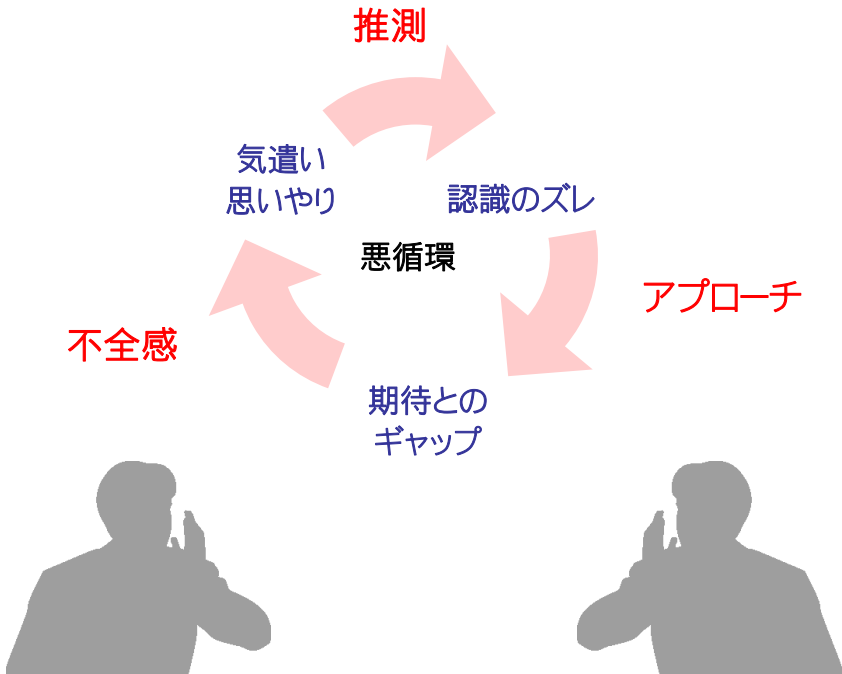 推測
気遣い
思いやり
認識のズレ
悪循環
アプローチ
不全感
期待との
ギャップ